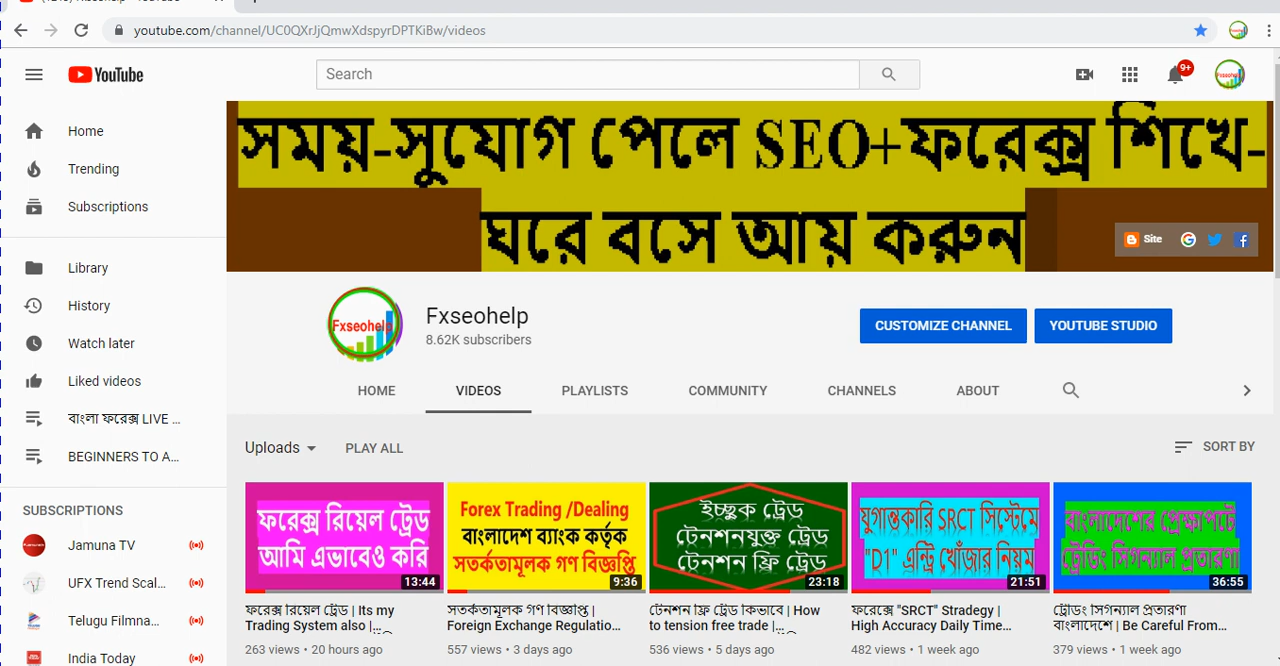 youtube.com/channel/UC0QXrJjQmwXdspyrDPTKiBw/videos
YouTube
Search
9+
Home
Trending
Subscriptions
Library
History
Watch later
Liked videos
বাংলা ফরেক্স LIVE ...
BEGINNERS TO A...
SUBSCRIPTIONS
Jamuna TV
UFX Trend Scal...
Telugu Filmna...
India Today
সময়-সুযোগ পেলে SEO+ফরেক্স শিখে-
ঘরে বসে আয় করুন
Site
Fxseohelp
Fxseohelp
8.62K subscribers
CUSTOMIZE CHANNEL
YOUTUBE STUDIO
HOME VIDEOS PLAYLISTS COMMUNITY CHANNELS ABOUT
Uploads PLAY ALL
SORT BY
ফরেক্স রিয়েল ট্রেড
আমি এভাবেও করি
13:44
ফরেক্স রিয়েল ট্রেড | Its my
Trading System also |...
263 views • 20 hours ago
Forex Trading /Dealing
বাংলাদেশ ব্যাংক কর্তৃক
সতর্কতামূলক গণ বিজ্ঞপ্তি
9:36
সতর্কতামূলক গণ বিজ্ঞপ্তি |
Foreign Exchange Regulatio...
557 views • 3 days ago
ইচ্ছুক ট্রেড
টেনশনযুক্ত ট্রেড
টেনশন ফ্রি ট্রেড
23:18
টেনশন ফ্রি ট্রেড কিভাবে | How
to tension free trade |...
536 views • 5 days ago
যুগান্তকারি SRCT সিস্টেমে
"D1" এন্ট্রি খোঁজার নিয়ম
21:51
ফরেক্সে "SRCT" Stradegy |
High Accuracy Daily Time...
482 views • 1 week ago
বাংলাদেশের প্রেক্ষাপটে
ট্রেডিং সিগন্যাল প্রতারণা
36:55
ট্রেডিং সিগন্যাল প্রতারণা
বাংলাদেশে | Be Careful From...
379 views • 1 week ago